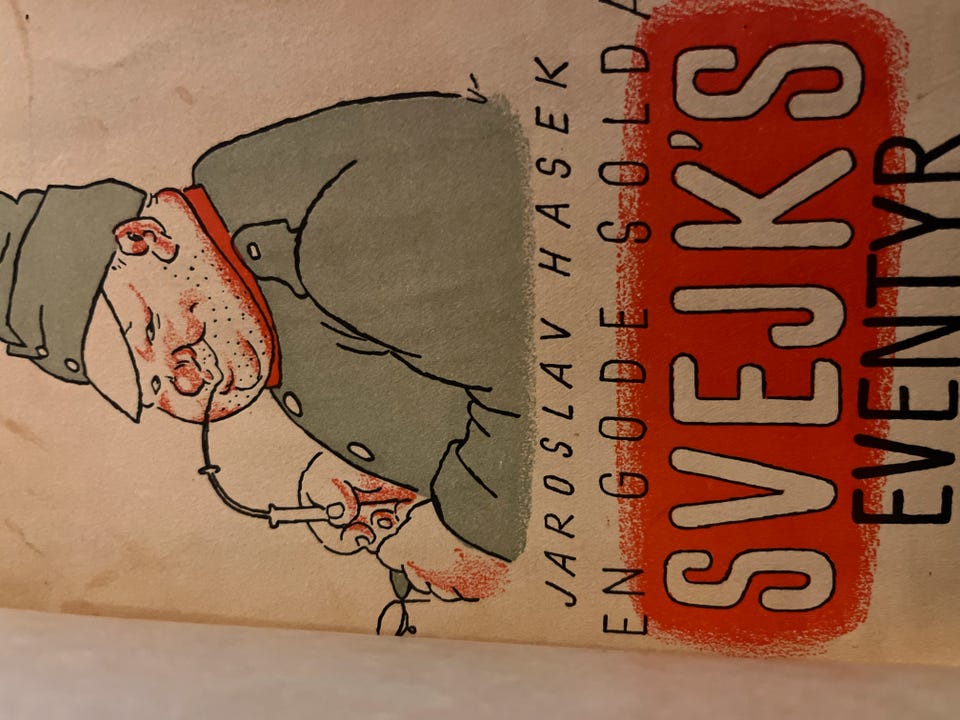 JAROSLAV HASEK
EN GODE SOLDA
SVEJK'S
EVENTYR